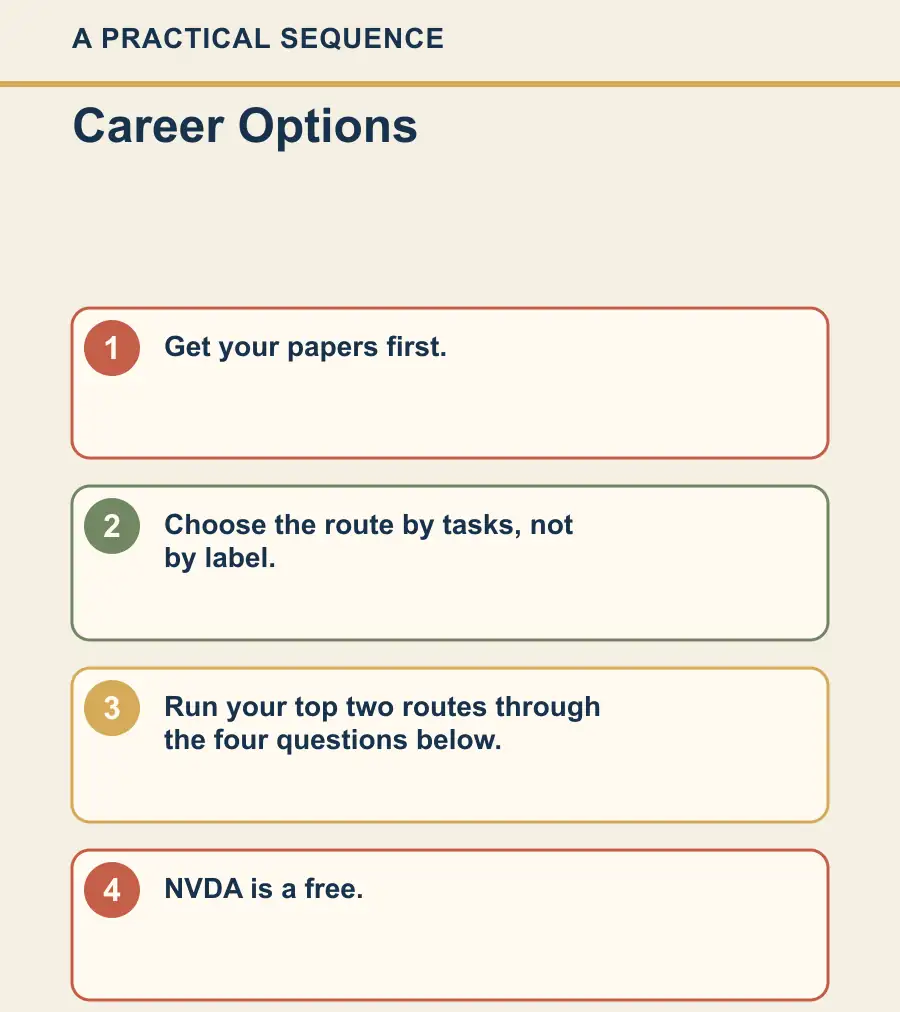 A PRACTICAL SEQUENCE
Career Options
1
Get your papers first.
2
Choose the route by tasks, not
by label.
3
Run your top two routes through
the four questions below.
4
NVDA is a free.